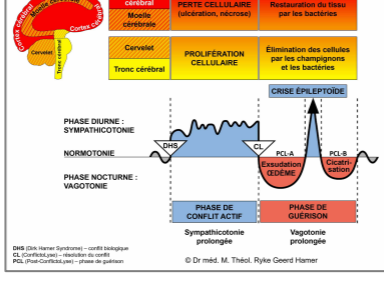 cérébral
PERTE CELLULAIRE
Restauration du tissu
Moelle
(ulcération, nécrose)
par les bactéries
cérébrale
Cortex cérébral
Cervelet
Tronc cérébral
Cervelet
PROLIFÉRATION
Élimination des cellules
CELLULAIRE
par les champignons
Tronc cérébral
et les bactéries
CRISE ÉPILEPTOÏDE
PHASE DIURNE :
SYMPATHICOTONIE
DHS
CL
NORMOTONIE
PCL-A
PCL-B
Exsudation
Cicatri-
ŒDÈME
sation
PHASE NOCTURNE :
VAGOTONIE
PHASE DE
PHASE DE
CONFLIT ACTIF
GUÉRISON
Sympathicotonie
Vagotonie
prolongée
prolongée
DHS (Dirk Hamer Syndrome) – conflit biologique
CL (ConflictoLyse) – résolution du conflit
PCL (Post-ConflictoLyse) – phase de guérison
© Dr méd. M. Théol. Ryke Geerd Hamer